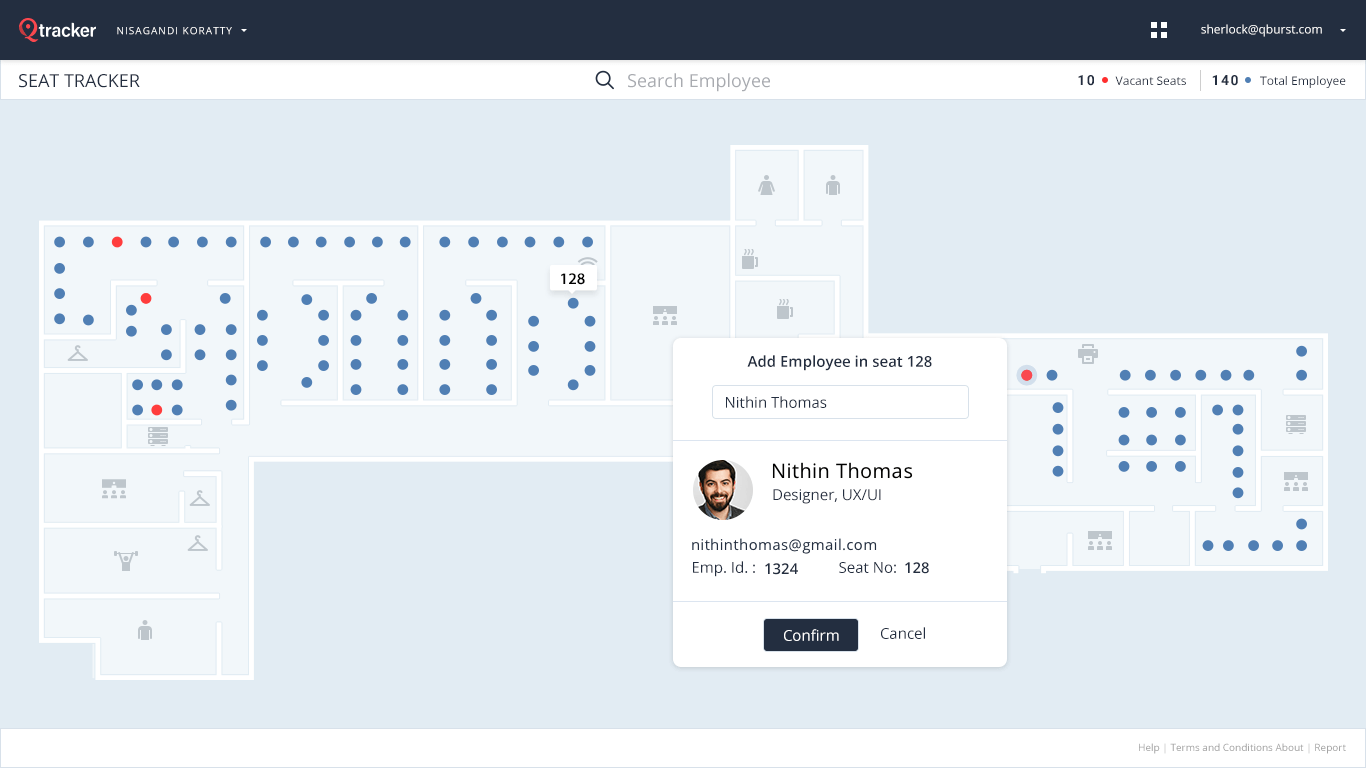 Qtracker NISAGANDI KORATTY sherlock@qburst.com
SEAT TRACKER Search Employee 10 Vacant Seats 140 Total Employee
128
Add Employee in seat 128
Nithin Thomas
Nithin Thomas
Designer, UX/UI
nithinthomas@gmail.com
Emp. Id. : 1324 Seat No: 128
Confirm Cancel
Help | Terms and Conditions About | Report